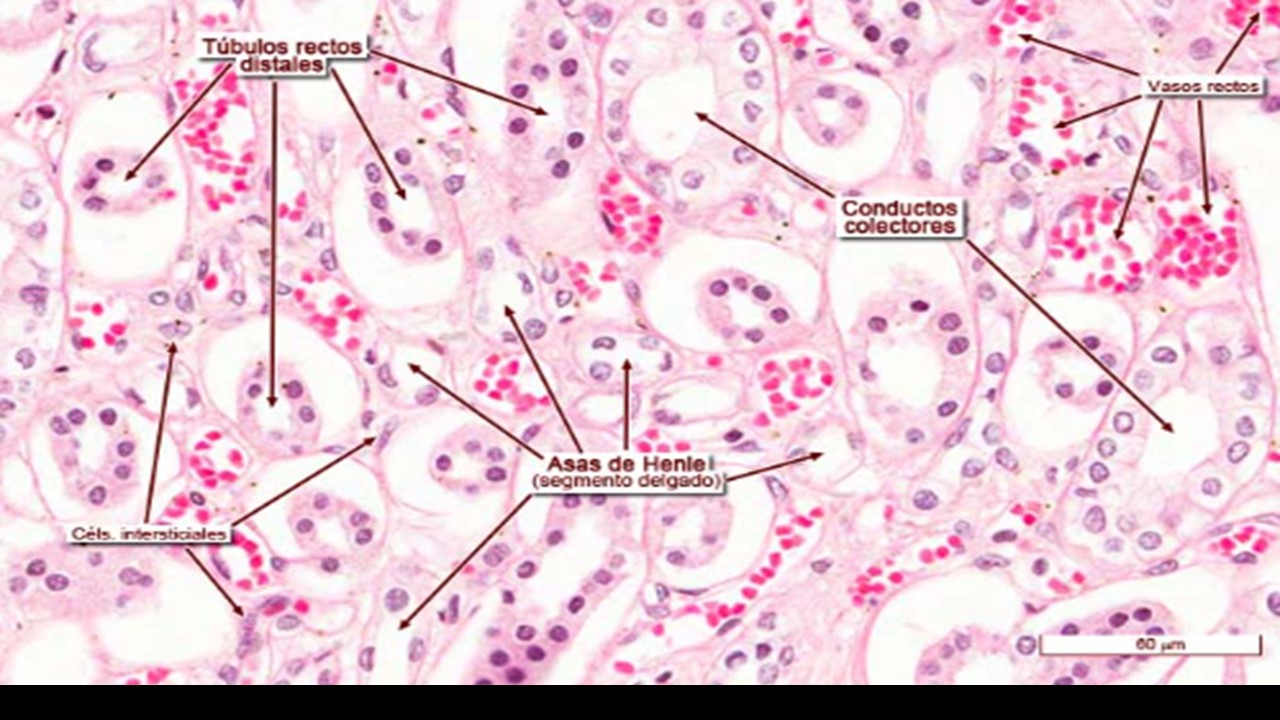 Túbulos rectos
distales
Vasos rectos
Conductos
colectores
Asas de Henle
(segmento delgado)
Céls. intersticiales
60 µm